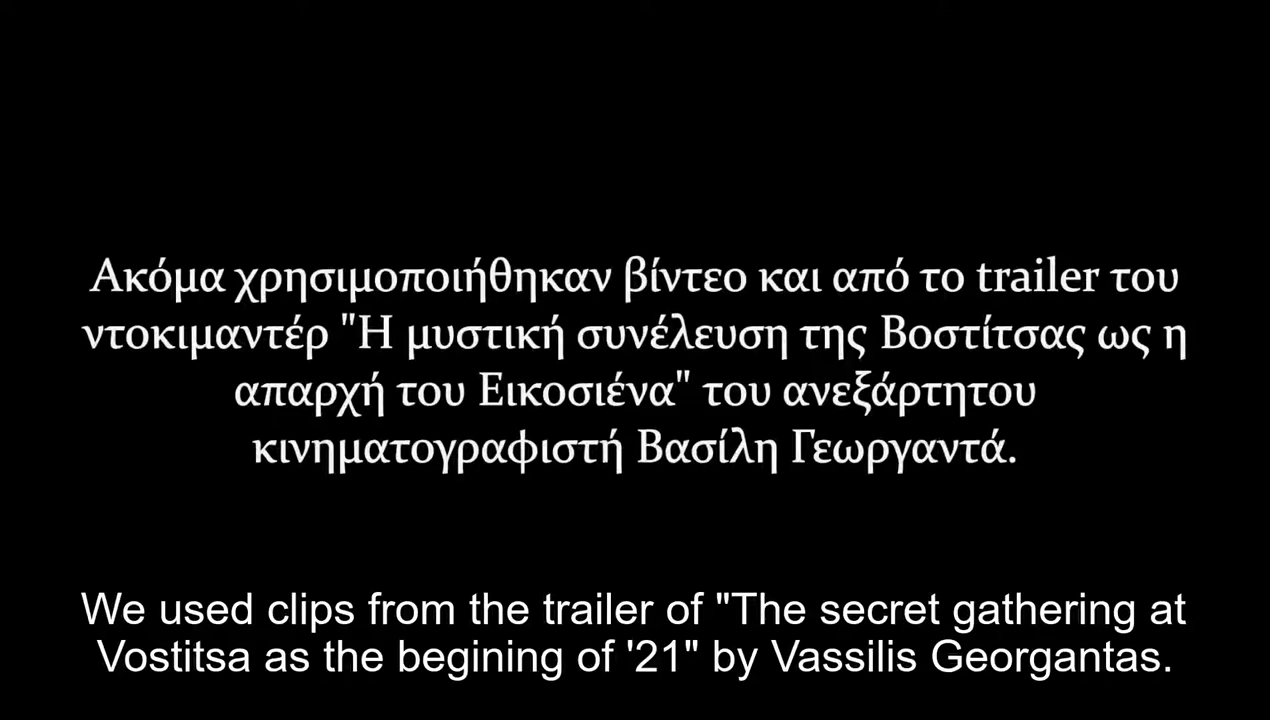 Ακόμα χρησιμοποιήθηκαν βίντεο και από το trailer του
ντοκιμαντέρ "Η μυστική συνέλευση της Βοστίτσας ως η
απαρχή του Εικοσιένα" του ανεξάρτητου
κινηματογραφιστή Βασίλη Γεωργαντά.
We used clips from the trailer of "The secret gathering at
Vostitsa as the begining of '21" by Vassilis Georgantas.